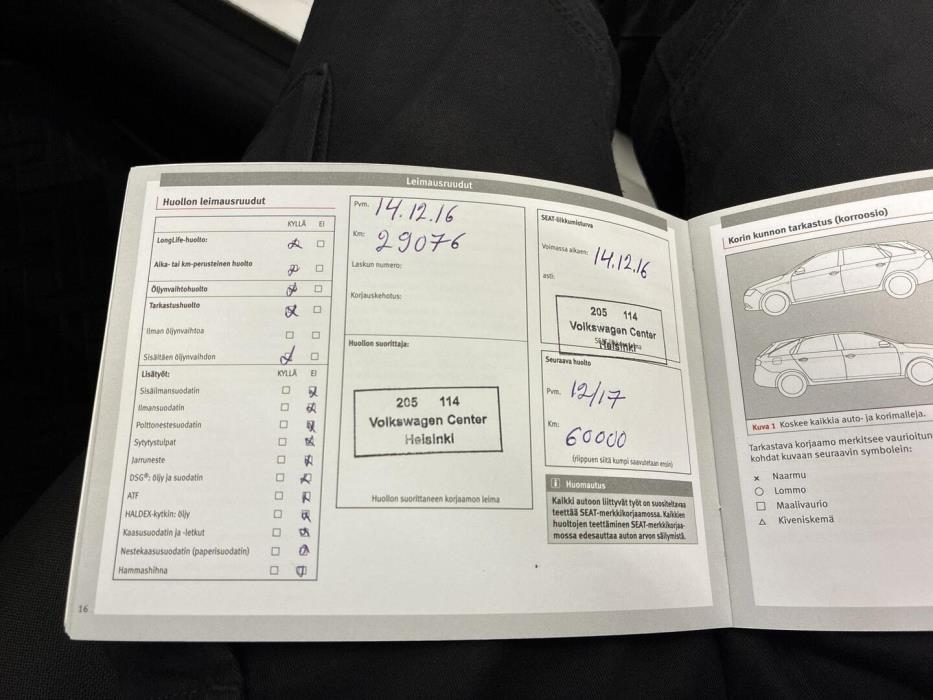 Leimausruudut
Huollon leimausruudut
KYLLÄ EI
LongLife-huolto:
Aika- tai km-perusteinen huolto
Öljynvaihtohuolto
Tarkastushuolto
Ilman öljynvaihtoa
Sisältäen öljynvaihdon
Lisätyöt: KYLLÄ EI
Sisäilmansuodatin
Ilmansuodatin
Polttonestesuodatin
Sytytystulpat
Jarruneste
DSG®: öljy ja suodatin
ATF
HALDEX-kytkin: öljy
Kaasusuodatin ja -letkut
Nestekaasusuodatin (paperisuodatin)
Hammashihna
16
Pvm. 14.12.16
Km: 29076
Laskun numero:
Korjauskehotus:
Huollon suorittaja:
205 114
Volkswagen Center
Helsinki
Huollon suorittaneen korjaamon leima
SEAT-liikkumisturva
Voimassa alkaen: 14.12.16
asti:
205 114
Volkswagen Center
Helsinki
Seuraava huolto
Pvm. 12/17
Km: 60000
(riippuen siitä kumpi saavutetaan ensin)
i Huomautus
Kaikki autoon liittyvät työt on suositeltavaa
teettää SEAT-merkkikorjaamossa. Kaikkien
huoltojen teettäminen SEAT-merkkikorjaa-
mossa edesauttaa auton arvon säilymistä.
Korin kunnon tarkastus (korroosio)
Kuva 1 Koskee kaikkia auto- ja korimalleja.
Tarkastava korjaamo merkitsee vaurioitun
kohdat kuvaan seuraavin symbolein:
× Naarmu
○ Lommo
□ Maalivaurio
△ Kiveniskemä